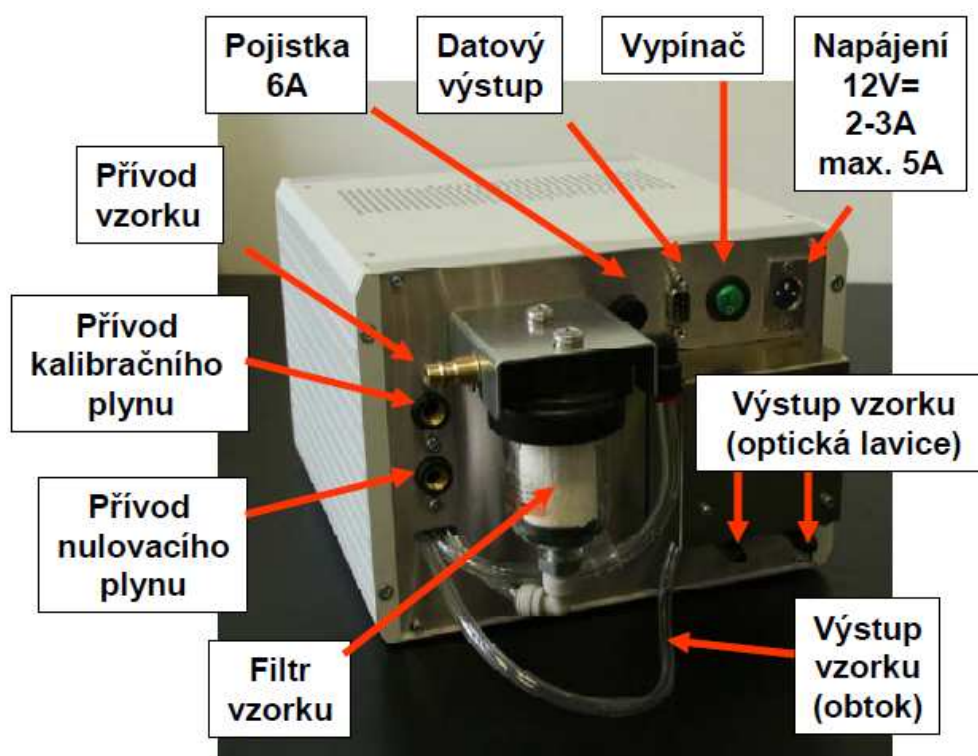 Pojistka
6A
Datový
výstup
Vypínač
Napájení
12V=
2-3A
max. 5A
Přívod
vzorku
Přívod
kalibračního
plynu
Přívod
nulovacího
plynu
Filtr
vzorku
Výstup vzorku
(optická lavice)
Výstup
vzorku
(obtok)